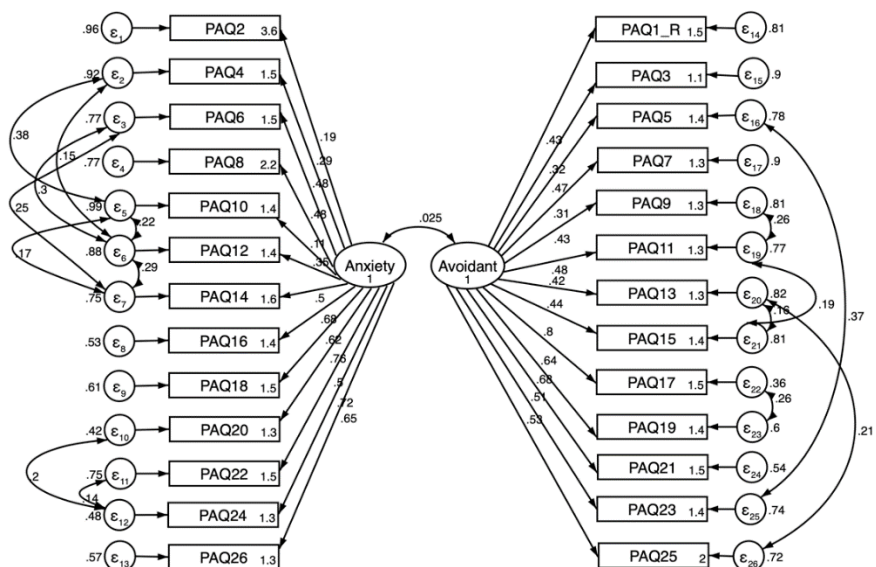 .96 ε1 PAQ2 3.6
.92 ε2 PAQ4 1.5
.77 ε3 PAQ6 1.5
.77 ε4 PAQ8 2.2
.99 ε5 PAQ10 1.4
.88 ε6 PAQ12 1.4
.75 ε7 PAQ14 1.6
.53 ε8 PAQ16 1.4
.61 ε9 PAQ18 1.5
.42 ε10 PAQ20 1.3
.75 ε11 PAQ22 1.5
.48 ε12 PAQ24 1.3
.57 ε13 PAQ26 1.3
.38
.15
.3
.25
.17
.22
.29
2
.14
.19
.29
.48
.48
.11
.35
.5
.68
.62
.76
.5
.72
.65
Anxiety
1
.025
Avoidant
1
.43
.32
.47
.31
.43
.48
.42
.44
.8
.64
.68
.51
.53
PAQ1_R 1.5 ε14 .81
PAQ3 1.1 ε15 .9
PAQ5 1.4 ε16 .78
PAQ7 1.3 ε17 .9
PAQ9 1.3 ε18 .81
PAQ11 1.3 ε19 .77
PAQ13 1.3 ε20 .82
PAQ15 1.4 ε21 .81
PAQ17 1.5 ε22 .36
PAQ19 1.4 ε23 .6
PAQ21 1.5 ε24 .54
PAQ23 1.4 ε25 .74
PAQ25 2 ε26 .72
.26
.16
.19
.37
.26
.21